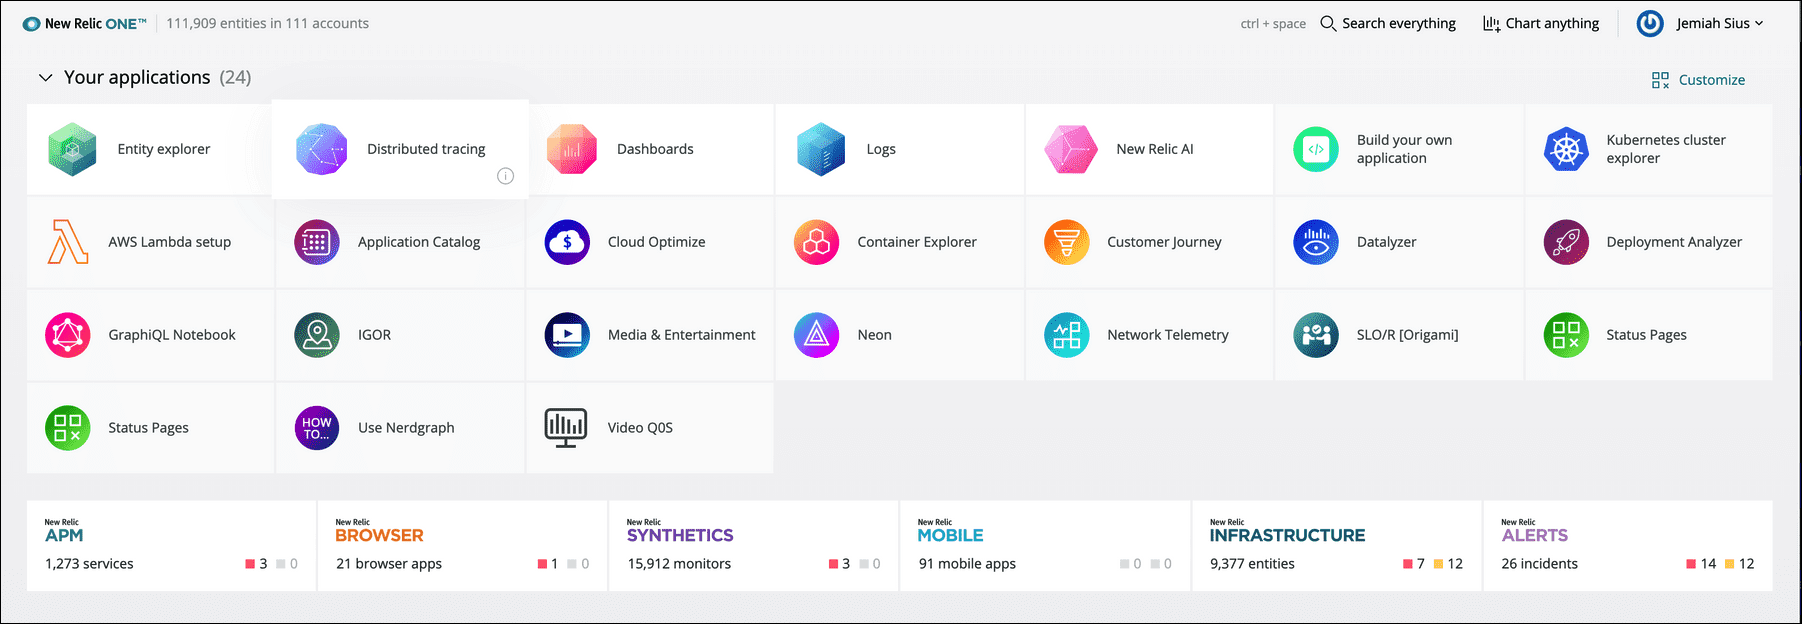 New Relic ONE™ 111,909 entities in 111 accounts ctrl + space Search everything Chart anything Jemiah Sius
Your applications (24) Customize
Entity explorer
Distributed tracing
Dashboards
Logs
New Relic AI
Build your own
application
Kubernetes cluster
explorer
AWS Lambda setup
Application Catalog
Cloud Optimize
Container Explorer
Customer Journey
Datalyzer
Deployment Analyzer
GraphiQL Notebook
IGOR
Media & Entertainment
Neon
Network Telemetry
SLO/R [Origami]
Status Pages
Status Pages
HOW
TO...
Use Nerdgraph
Video Q0S
New Relic
APM
1,273 services 3 0
New Relic
BROWSER
21 browser apps 1 0
New Relic
SYNTHETICS
15,912 monitors 3 0
New Relic
MOBILE
91 mobile apps 0 0
New Relic
INFRASTRUCTURE
9,377 entities 7 12
New Relic
ALERTS
26 incidents 14 12